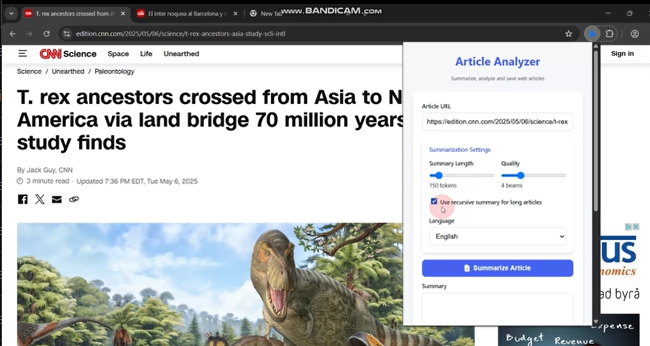 T. rex ancestors crossed from A
El Inter noquea al Barcelona y
New Tab
www.BANDICAM.com
edition.cnn.com/2025/05/06/science/t-rex-ancestors-asia-study-scli-intl
CNN Science
Space
Life
Unearthed
Sign in
Science / Unearthed / Paleontology
T. rex ancestors crossed from Asia to N
America via land bridge 70 million years
study finds
By Jack Guy, CNN
3 minute read · Updated 7:36 PM EDT, Tue May 6, 2025
Article Analyzer
Summarize, analyze and save web articles
Article URL
https://edition.cnn.com/2025/05/06/science/t-rex
Summarization Settings
Summary Length
Quality
150 tokens
4 beams
Use recursive summary for long articles
Language
English
Summarize Article
Summary
us
nomics
ad byrå
Budget
Revenue
xpense